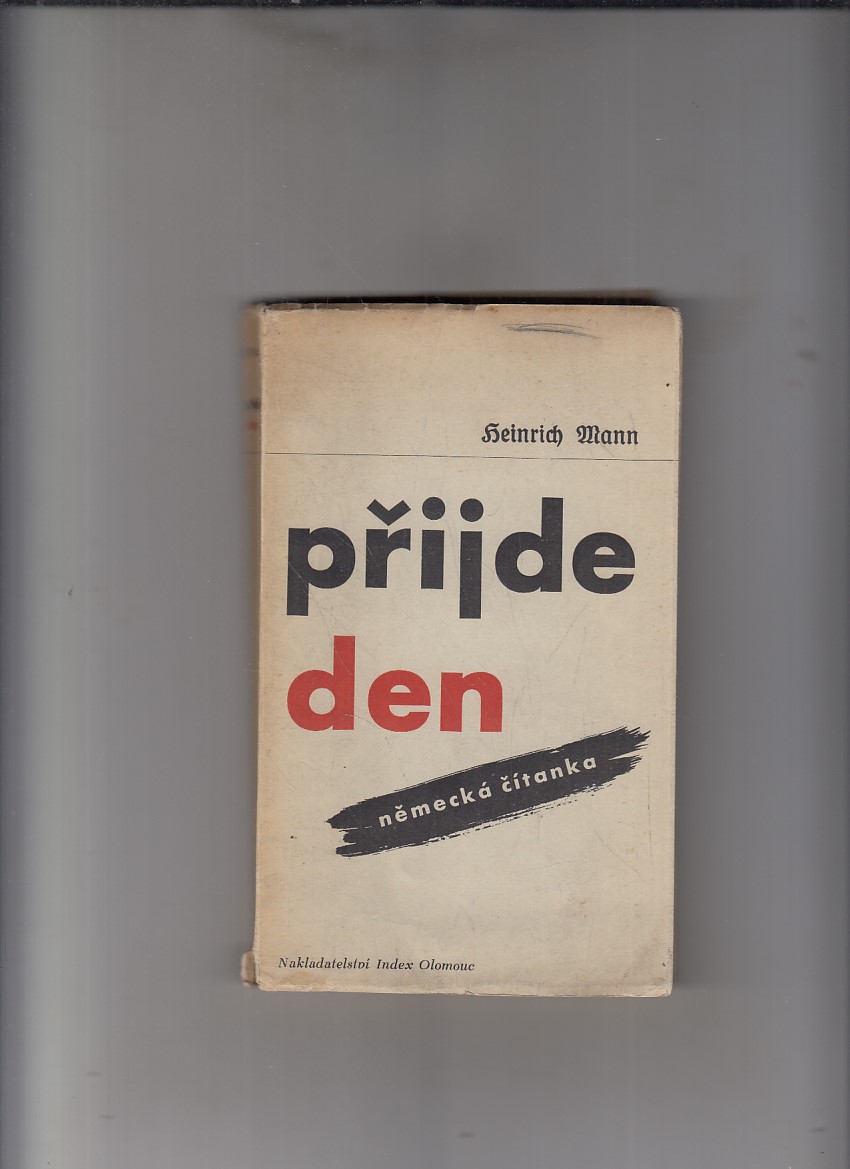 Heinrich Mann
přijde
den
německá čítanka
Nakladatelství Index Olomouc